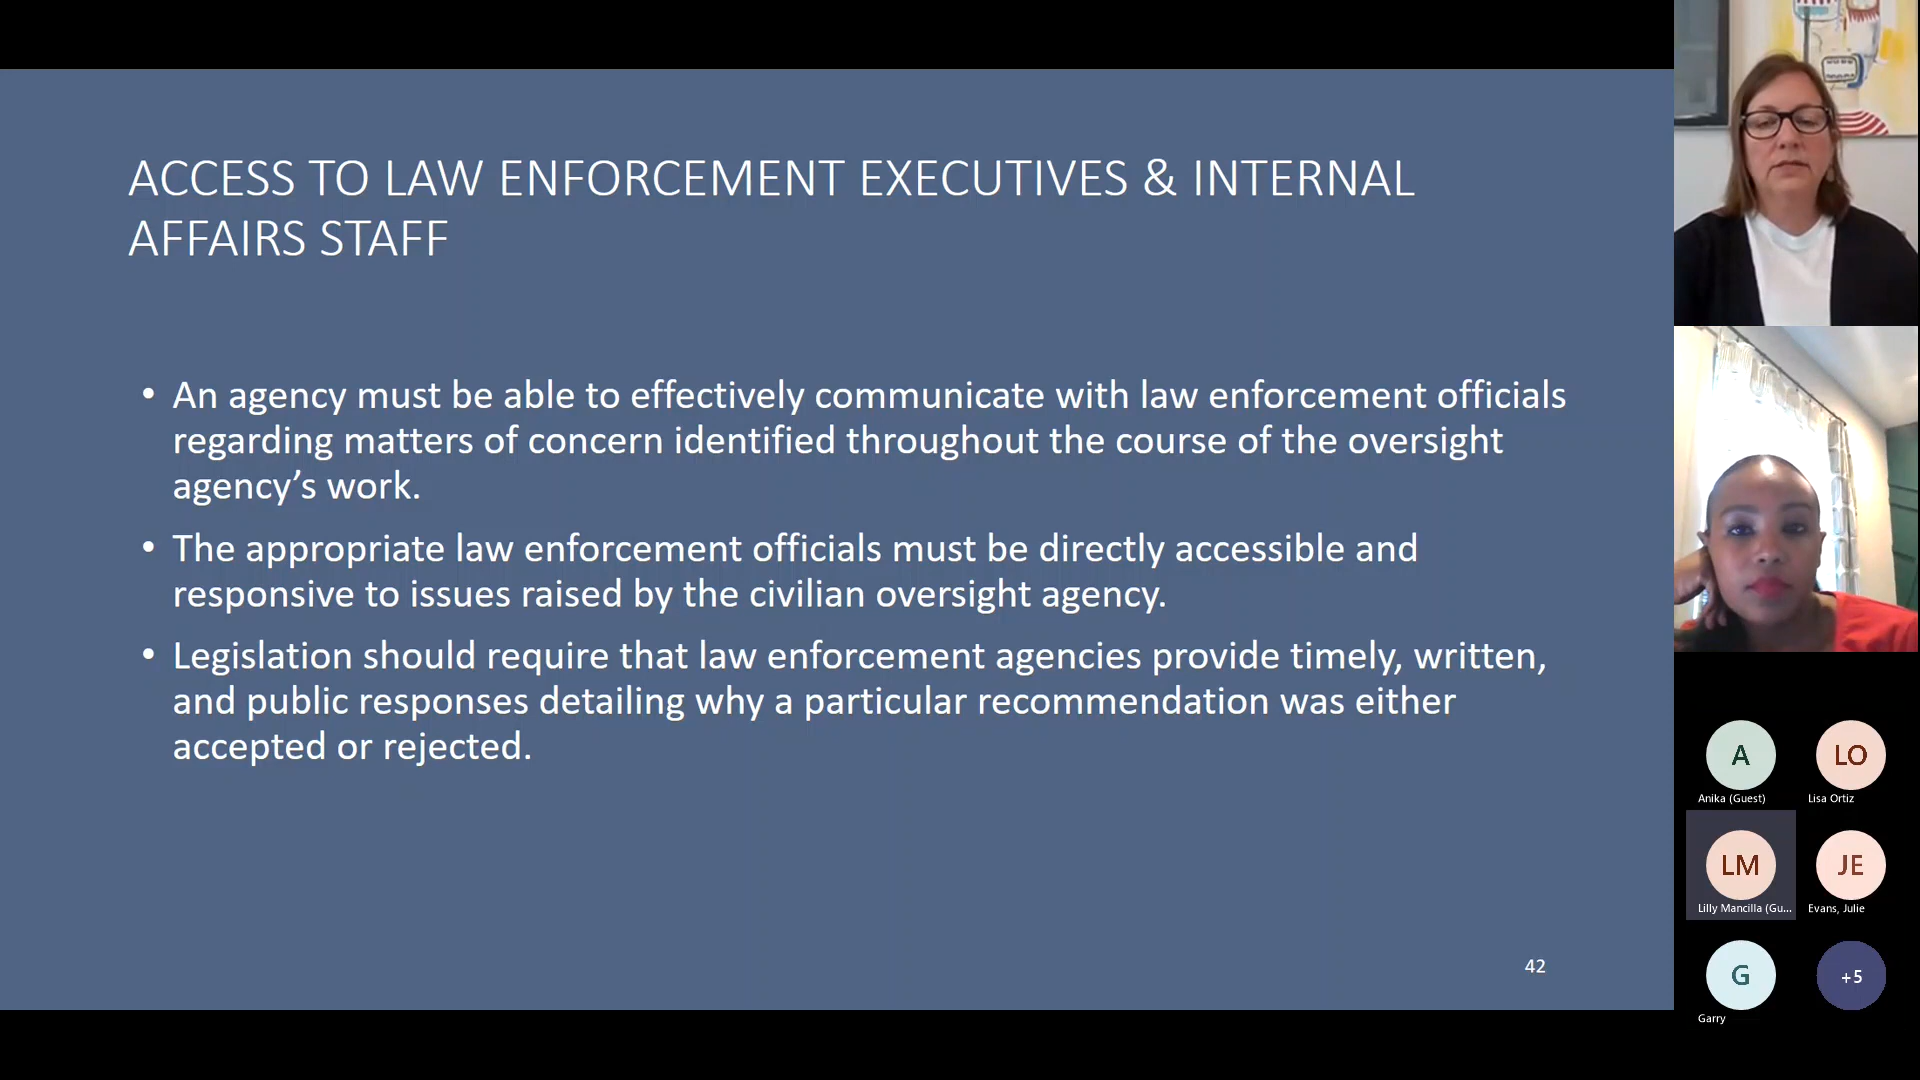 ACCESS TO LAW ENFORCEMENT EXECUTIVES & INTERNAL
AFFAIRS STAFF
• An agency must be able to effectively communicate with law enforcement officials
regarding matters of concern identified throughout the course of the oversight
agency’s work.
• The appropriate law enforcement officials must be directly accessible and
responsive to issues raised by the civilian oversight agency.
• Legislation should require that law enforcement agencies provide timely, written,
and public responses detailing why a particular recommendation was either
accepted or rejected.
42
A
Anika (Guest)
LO
Lisa Ortiz
LM
Lilly Mancilla (Gu...
JE
Evans, Julie
G
Garry
+5